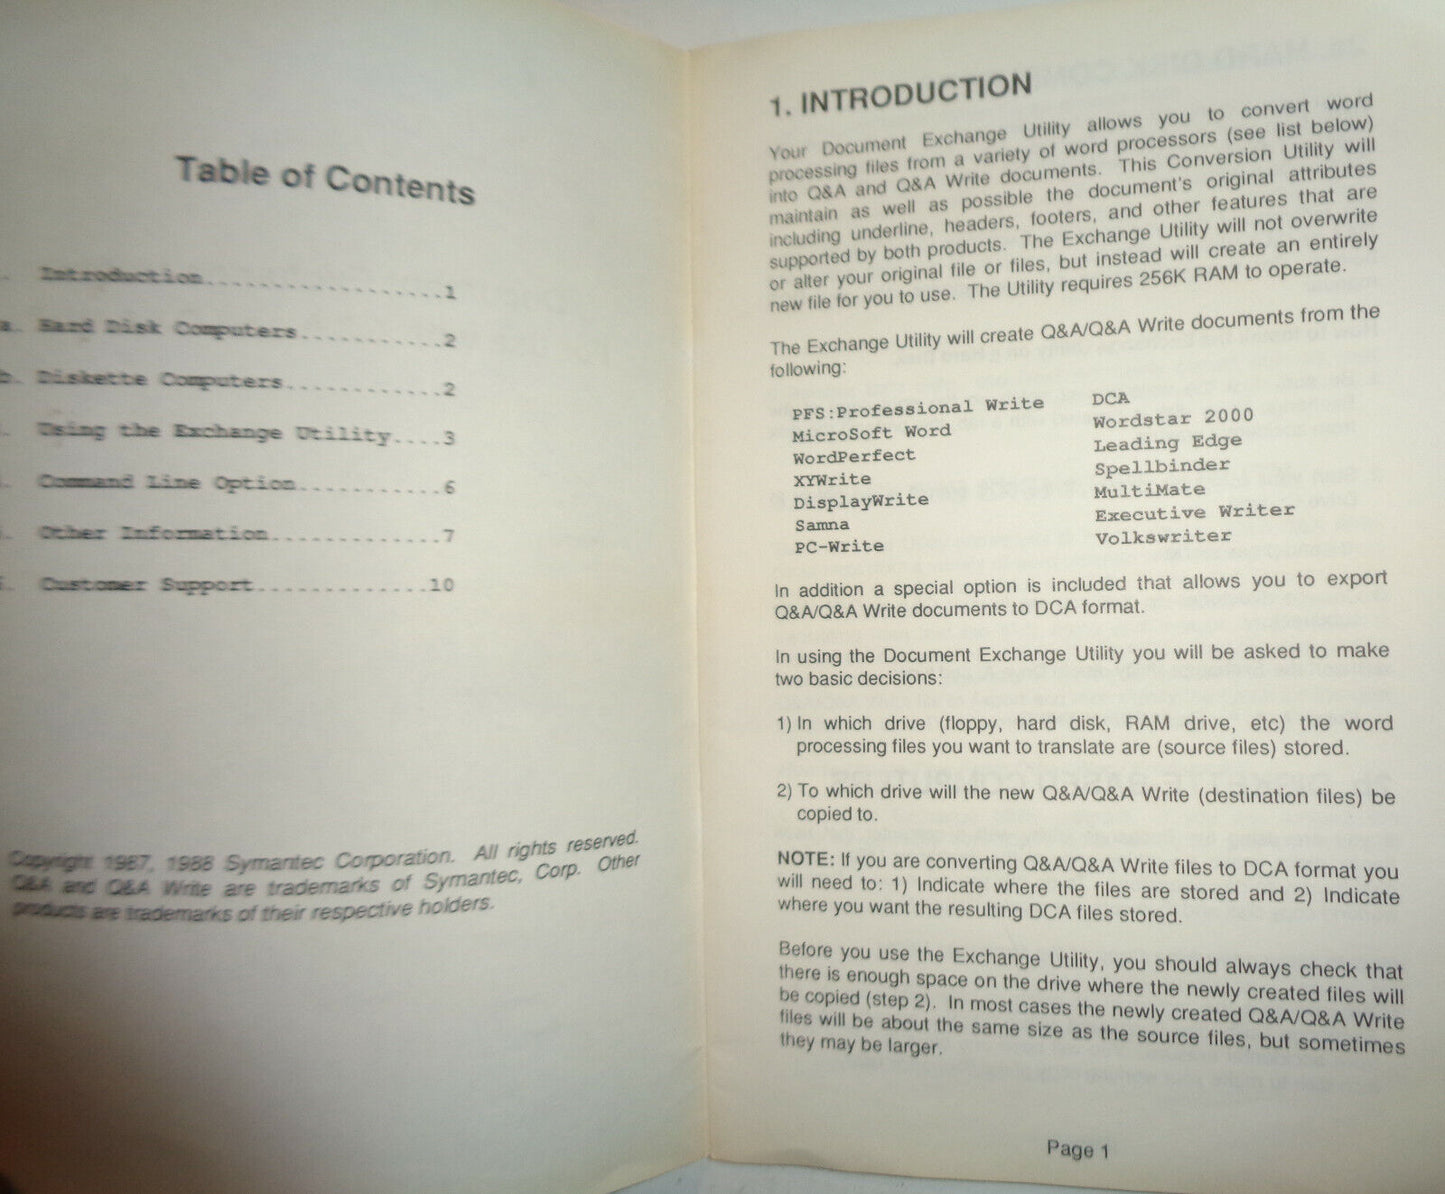 Table of Contents
. Introduction..................1
a. Hard Disk Computers...........2
b. Diskette Computers............2
. Using the Exchange Utility....3
. Command Line Option...........6
. Other Information.............7
. Customer Support.............10
Copyright 1987, 1988 Symantec Corporation. All rights reserved.
Q&A and Q&A Write are trademarks of Symantec, Corp. Other
products are trademarks of their respective holders.
1. INTRODUCTION
Your Document Exchange Utility allows you to convert word
processing files from a variety of word processors (see list below)
into Q&A and Q&A Write documents. This Conversion Utility will
maintain as well as possible the document's original attributes
including underline, headers, footers, and other features that are
supported by both products. The Exchange Utility will not overwrite
or alter your original file or files, but instead will create an entirely
new file for you to use. The Utility requires 256K RAM to operate.
The Exchange Utility will create Q&A/Q&A Write documents from the
following:
PFS:Professional Write DCA
MicroSoft Word Wordstar 2000
WordPerfect Leading Edge
XYWrite Spellbinder
DisplayWrite MultiMate
Samna Executive Writer
PC-Write Volkswriter
In addition a special option is included that allows you to export
Q&A/Q&A Write documents to DCA format.
In using the Document Exchange Utility you will be asked to make
two basic decisions:
1) In which drive (floppy, hard disk, RAM drive, etc) the word
processing files you want to translate are (source files) stored.
2) To which drive will the new Q&A/Q&A Write (destination files) be
copied to.
NOTE: If you are converting Q&A/Q&A Write files to DCA format you
will need to: 1) Indicate where the files are stored and 2) Indicate
where you want the resulting DCA files stored.
Before you use the Exchange Utility, you should always check that
there is enough space on the drive where the newly created files will
be copied (step 2). In most cases the newly created Q&A/Q&A Write
files will be about the same size as the source files, but sometimes
they may be larger.
Page 1